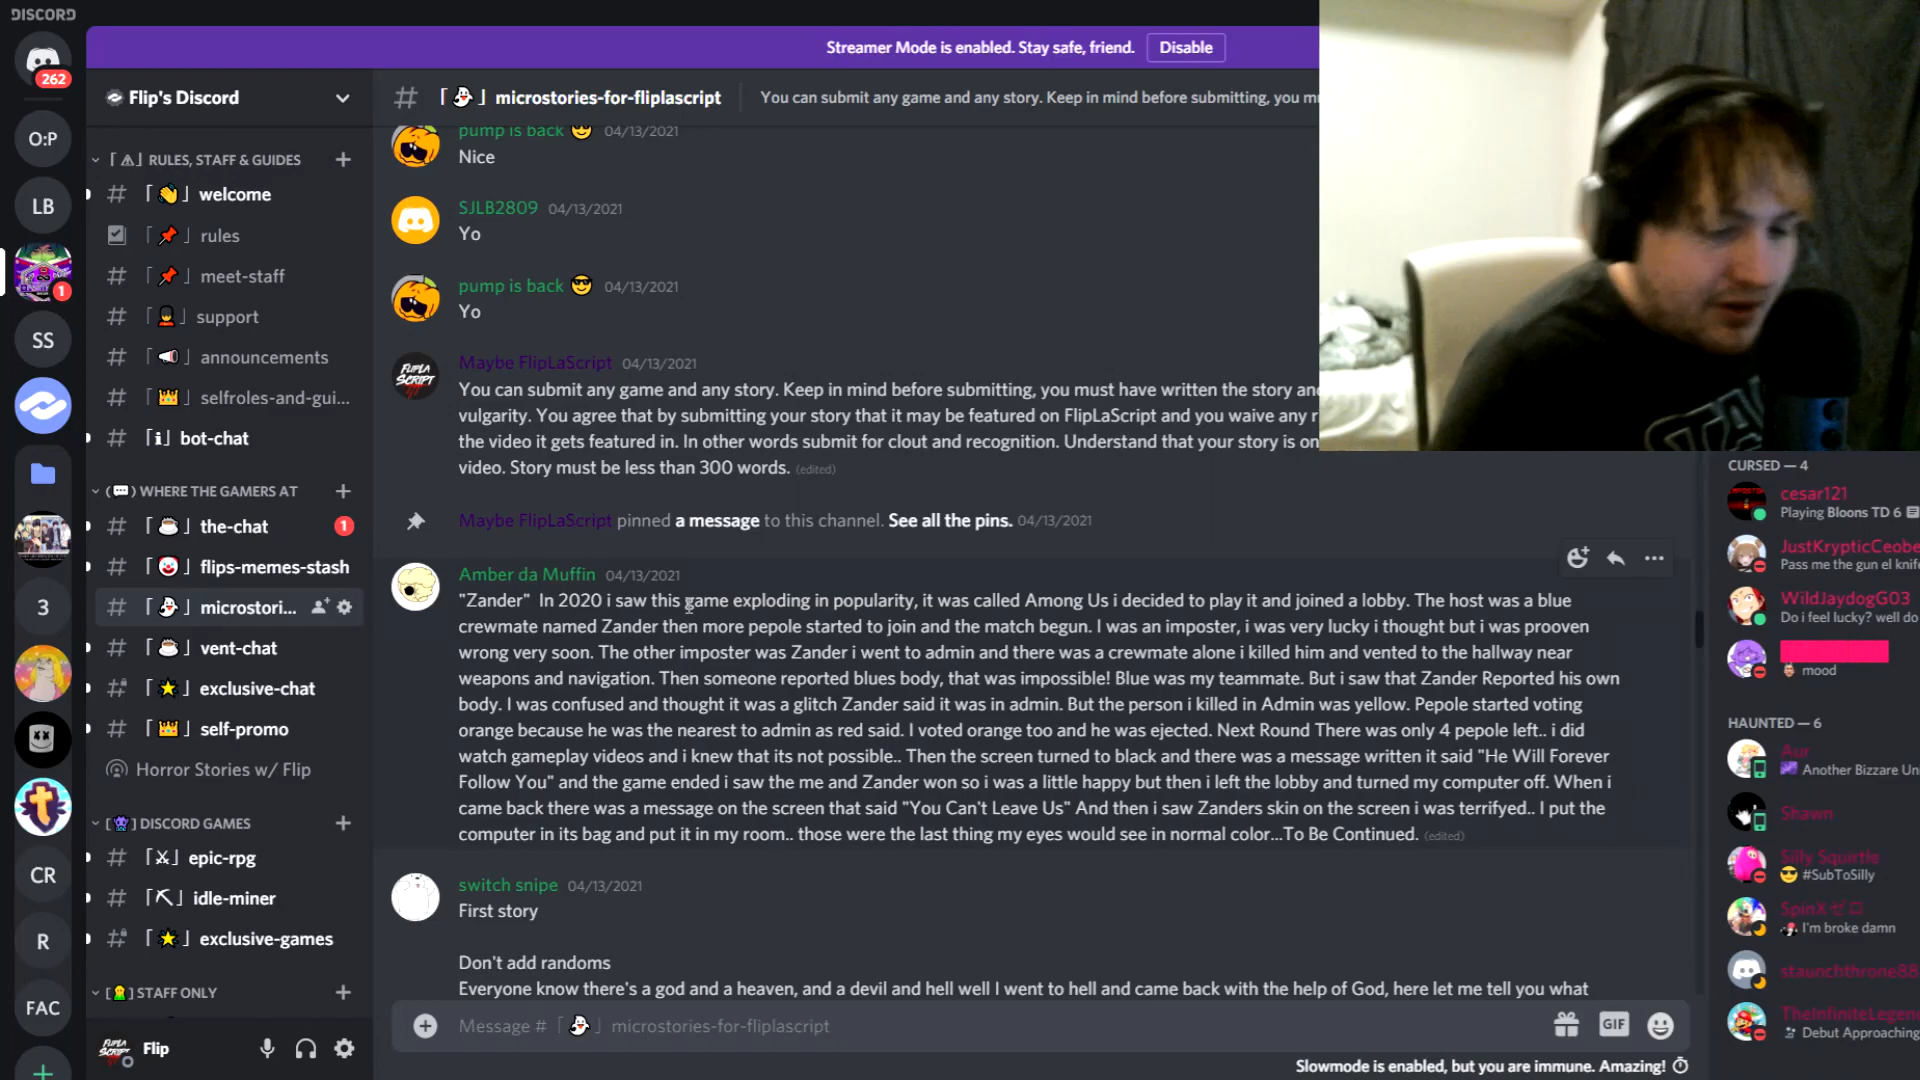 DISCORD
Streamer Mode is enabled. Stay safe, friend. Disable
262
O:P
LB
1
SS
3
CR
R
FAC
Flip's Discord
RULES, STAFF & GUIDES
welcome
rules
meet-staff
support
announcements
selfroles-and-gui...
bot-chat
WHERE THE GAMERS AT
the-chat 1
flips-memes-stash
microstori...
vent-chat
exclusive-chat
self-promo
Horror Stories w/ Flip
DISCORD GAMES
epic-rpg
idle-miner
exclusive-games
STAFF ONLY
FLIPLA SCRIPT
Flip
# microstories-for-fliplascript You can submit any game and any story. Keep in mind before submitting, you m
pump is back 04/13/2021
Nice
SJLB2809 04/13/2021
Yo
pump is back 04/13/2021
Yo
FLIPLA SCRIPT
Maybe FlipLaScript 04/13/2021
You can submit any game and any story. Keep in mind before submitting, you must have written the story and
vulgarity. You agree that by submitting your story that it may be featured on FlipLaScript and you waive any r
the video it gets featured in. In other words submit for clout and recognition. Understand that your story is on
video. Story must be less than 300 words. (edited)
Maybe FlipLaScript pinned a message to this channel. See all the pins. 04/13/2021
Amber da Muffin 04/13/2021
"Zander" In 2020 i saw this game exploding in popularity, it was called Among Us i decided to play it and joined a lobby. The host was a blue
crewmate named Zander then more pepole started to join and the match begun. I was an imposter, i was very lucky i thought but i was prooven
wrong very soon. The other imposter was Zander i went to admin and there was a crewmate alone i killed him and vented to the hallway near
weapons and navigation. Then someone reported blues body, that was impossible! Blue was my teammate. But i saw that Zander Reported his own
body. I was confused and thought it was a glitch Zander said it was in admin. But the person i killed in Admin was yellow. Pepole started voting
orange because he was the nearest to admin as red said. I voted orange too and he was ejected. Next Round There was only 4 pepole left.. i did
watch gameplay videos and i knew that its not possible.. Then the screen turned to black and there was a message written it said "He Will Forever
Follow You" and the game ended i saw the me and Zander won so i was a little happy but then i left the lobby and turned my computer off. When i
came back there was a message on the screen that said "You Can't Leave Us" And then i saw Zanders skin on the screen i was terrifyed.. I put the
computer in its bag and put it in my room.. those were the last thing my eyes would see in normal color...To Be Continued. (edited)
switch snipe 04/13/2021
First story
Don't add randoms
Everyone know there's a god and a heaven, and a devil and hell well I went to hell and came back with the help of God, here let me tell you what
Message # microstories-for-fliplascript
GIF
Slowmode is enabled, but you are immune. Amazing!
CURSED — 4
cesar121
Playing Bloons TD 6
JustKrypticCeobe
Pass me the gun el knife
WildJaydogG03
Do i feel lucky? well do
mood
HAUNTED — 6
Aur
Another Bizzare Uni
Shawn
Silly Squirtle
#SubToSilly
SpinX ゼロ
I'm broke damn
staunchthrone88
TheInfiniteLegen
Debut Approaching